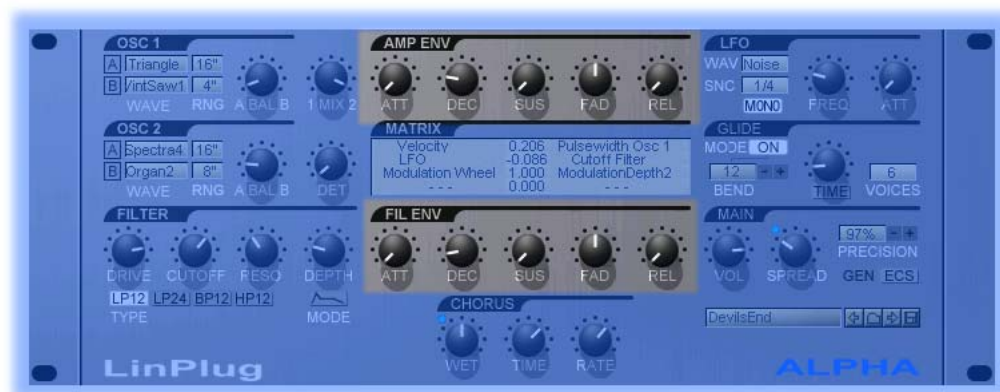 OSC 1
A Triangle 16"
B VintSaw1 4"
WAVE RNG A BAL B 1 MIX 2
AMP ENV
ATT DEC SUS FAD REL
LFO
WAV Noise
SNC 1/4
MONO FREQ ATT
OSC 2
A Spectra4 16"
B Organ2 8"
WAVE RNG A BAL B DET
MATRIX
Velocity 0.206 Pulsewidth Osc 1
LFO -0.086 Cutoff Filter
Modulation Wheel 1.000 ModulationDepth2
- - - 0.000 - - -
GLIDE
MODE ON
12 - + 6
BEND TIME VOICES
FILTER
DRIVE CUTOFF RESO DEPTH
LP12 LP24 BP12 HP12
TYPE MODE
FIL ENV
ATT DEC SUS FAD REL
MAIN
97% - +
PRECISION
VOL SPREAD GEN ECS
CHORUS
WET TIME RATE
DevilsEnd
LinPlug ALPHA